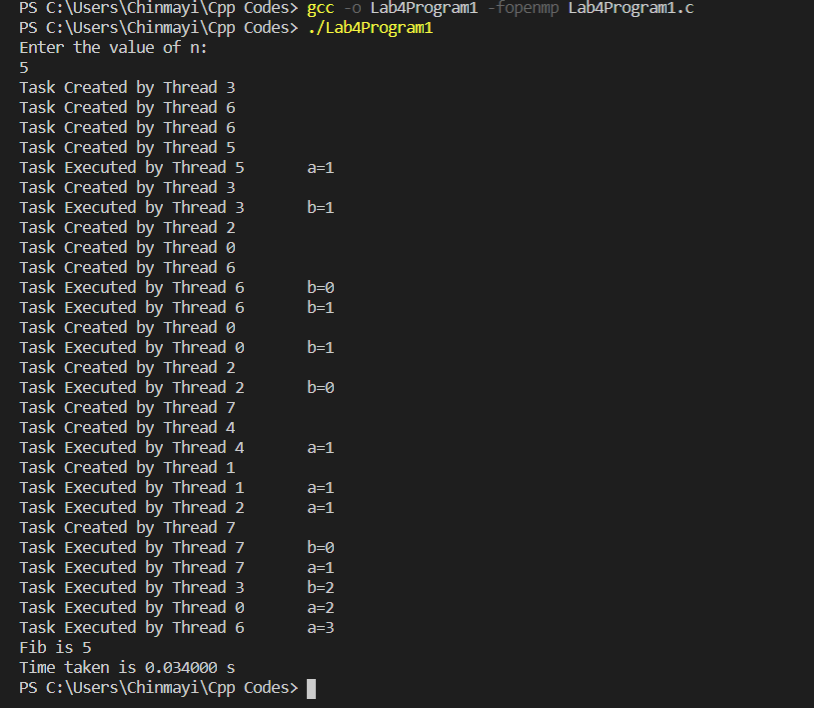 PS C:\Users\Chinmayi\Cpp Codes> gcc -o Lab4Program1 -fopenmp Lab4Program1.c
PS C:\Users\Chinmayi\Cpp Codes> ./Lab4Program1
Enter the value of n:
5
Task Created by Thread 3
Task Created by Thread 6
Task Created by Thread 6
Task Created by Thread 5
Task Executed by Thread 5       a=1
Task Created by Thread 3
Task Executed by Thread 3       b=1
Task Created by Thread 2
Task Created by Thread 0
Task Created by Thread 6
Task Executed by Thread 6       b=0
Task Executed by Thread 6       b=1
Task Created by Thread 0
Task Executed by Thread 0       b=1
Task Created by Thread 2
Task Executed by Thread 2       b=0
Task Created by Thread 7
Task Created by Thread 4
Task Executed by Thread 4       a=1
Task Created by Thread 1
Task Executed by Thread 1       a=1
Task Executed by Thread 2       a=1
Task Created by Thread 7
Task Executed by Thread 7       b=0
Task Executed by Thread 7       a=1
Task Executed by Thread 3       b=2
Task Executed by Thread 0       a=2
Task Executed by Thread 6       a=3
Fib is 5
Time taken is 0.034000 s
PS C:\Users\Chinmayi\Cpp Codes>